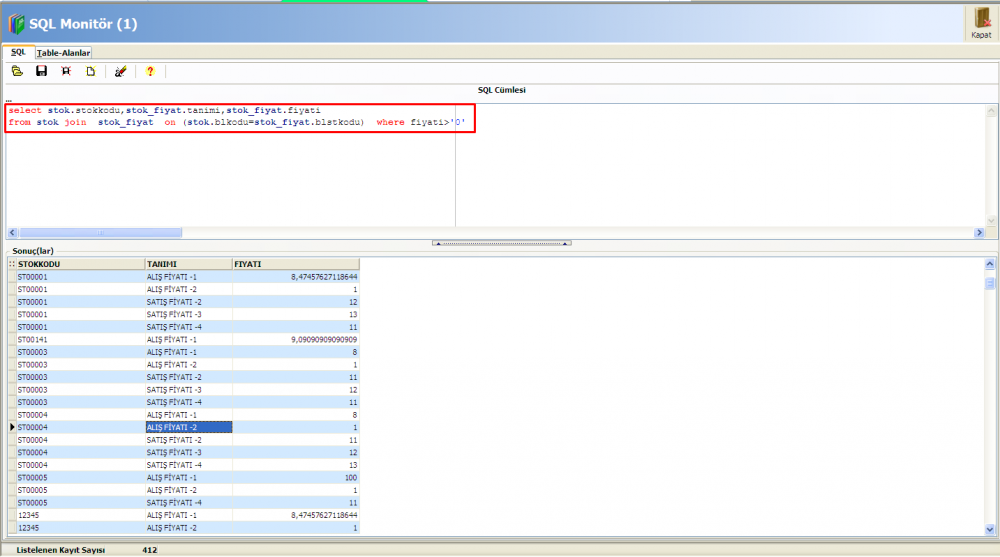 SQL Monitör (1)
Kapat
SQL Table-Alanlar
SQL Cümlesi
...
select stok.stokkodu,stok_fiyat.tanimi,stok_fiyat.fiyati
from stok join stok_fiyat on (stok.blkodu=stok_fiyat.blstkodu) where fiyati>'0'
Sonuç(lar)
STOKKODU TANIMI FIYATI
ST00001 ALIŞ FİYATI -1 8,47457627118644
ST00001 ALIŞ FİYATI -2 1
ST00001 SATIŞ FİYATI -2 12
ST00001 SATIŞ FİYATI -3 13
ST00001 SATIŞ FİYATI -4 11
ST00141 ALIŞ FİYATI -1 9,09090909090909
ST00003 ALIŞ FİYATI -1 8
ST00003 ALIŞ FİYATI -2 1
ST00003 SATIŞ FİYATI -2 11
ST00003 SATIŞ FİYATI -3 12
ST00003 SATIŞ FİYATI -4 11
ST00004 ALIŞ FİYATI -1 8
ST00004 ALIŞ FİYATI -2 1
ST00004 SATIŞ FİYATI -2 11
ST00004 SATIŞ FİYATI -3 12
ST00004 SATIŞ FİYATI -4 13
ST00005 ALIŞ FİYATI -1 100
ST00005 ALIŞ FİYATI -2 1
ST00005 SATIŞ FİYATI -4 11
12345 ALIŞ FİYATI -1 8,47457627118644
12345 ALIŞ FİYATI -2 1
Listelenen Kayıt Sayısı 412